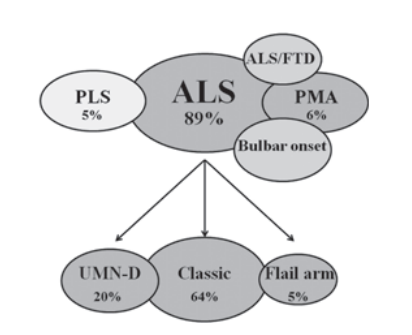 ALS/FTD
PLS
5%
ALS
89%
PMA
6%
Bulbar onset
UMN-D
20%
Classic
64%
Flail arm
5%